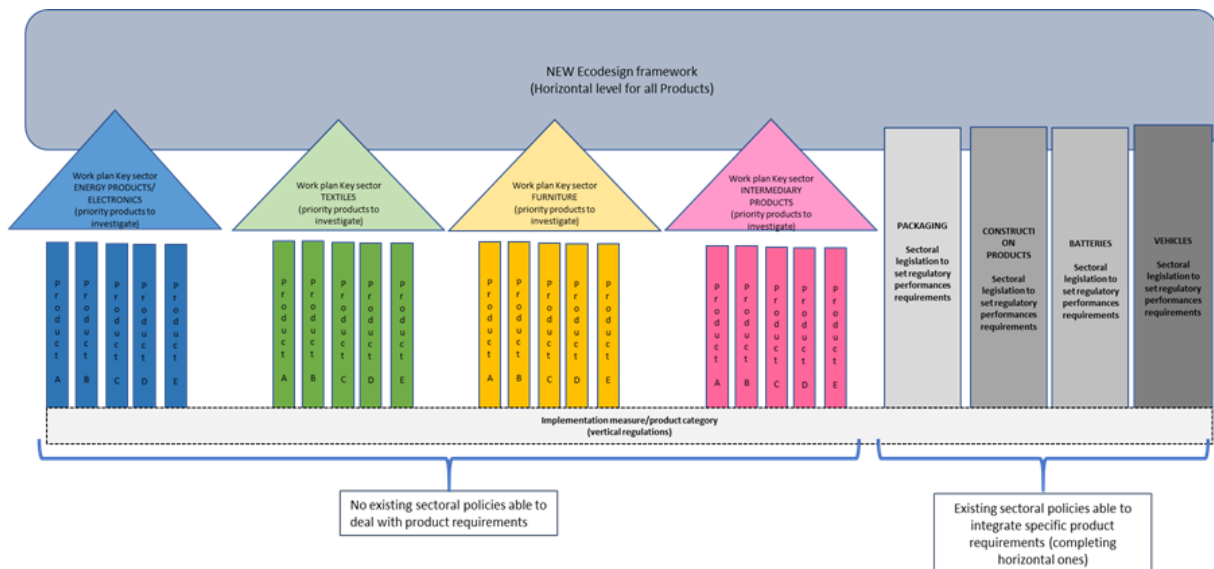 NEW Ecodesign framework
(Horizontal level for all Products)
Work plan Key sector
ENERGY PRODUCTS/
ELECTRONICS
(priority products to
investigate)
Work plan Key sector
TEXTILES
(priority products to
investigate)
Work plan Key sector
FURNITURE
(priority products to
investigate)
Work plan Key sector
INTERMEDIARY
PRODUCTS
(priority products to
investigate)
PACKAGING
Sectoral
legislation to
set regulatory
performances
requirements
CONSTRUCTI
ON
PRODUCTS
Sectoral
legislation to
set regulatory
performances
requirements
BATTERIES
Sectoral
legislation to
set regulatory
performances
requirements
VEHICLES
Sectoral
legislation to
set regulatory
performances
requirements
Product A
Product B
Product C
Product D
Product E
Product A
Product B
Product C
Product D
Product E
Product A
Product B
Product C
Product D
Product E
Product A
Product B
Product C
Product D
Product E
Implementation measure/product category
(vertical regulations)
No existing sectoral policies able to
deal with product requirements
Existing sectoral policies able to
integrate specific product
requirements (completing
horizontal ones)